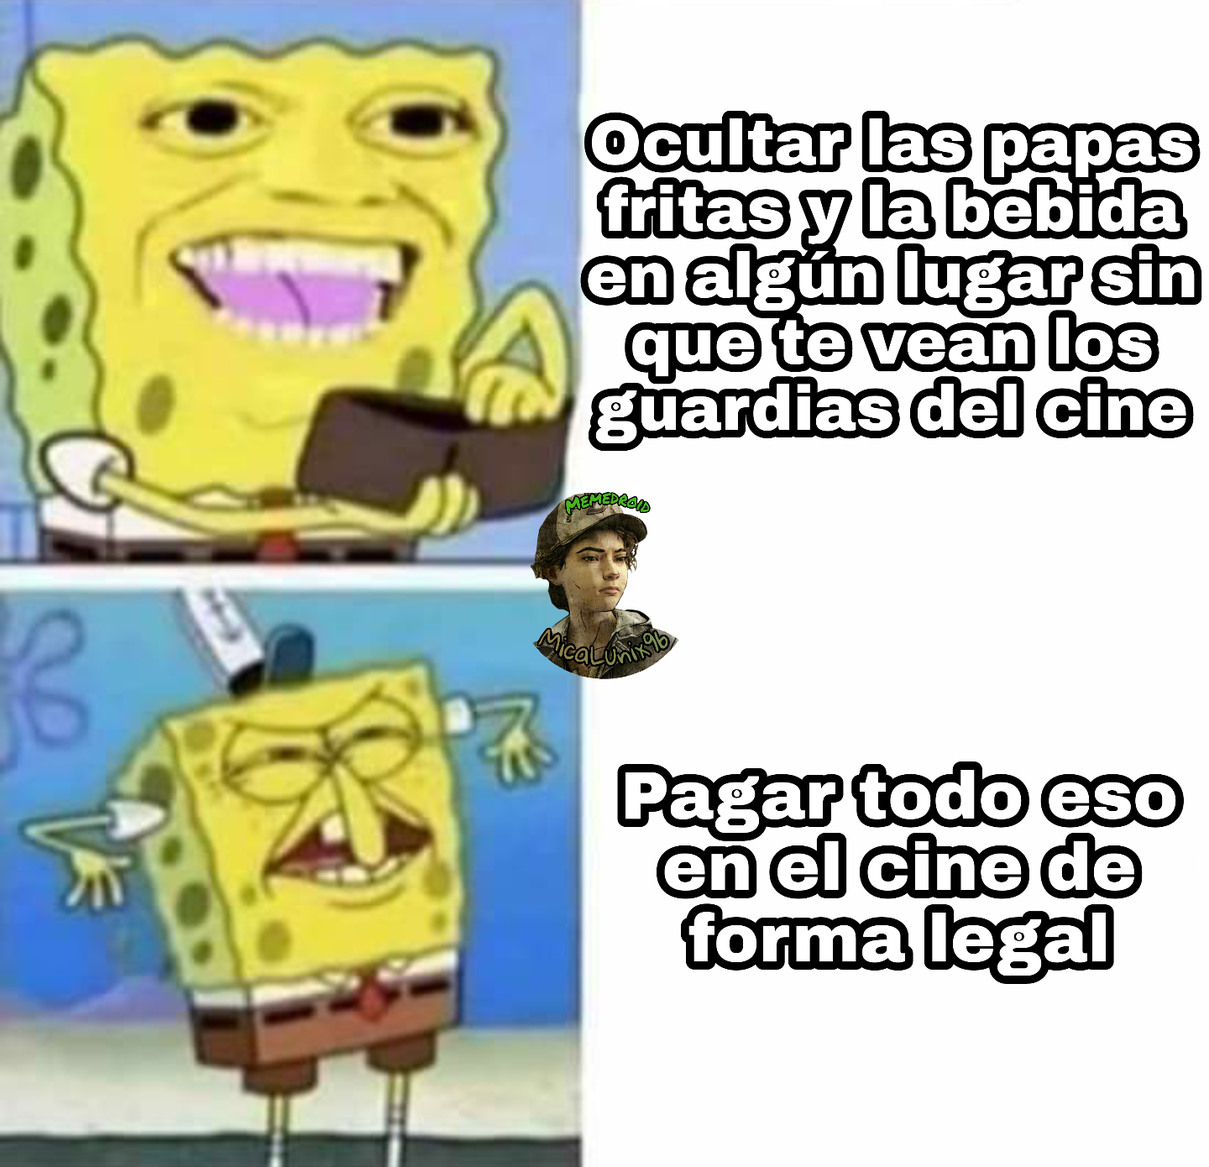 Ocultar las papas
fritas y la bebida
en algún lugar sin
que te vean los
guardias del cine
MEMEDROID
MicaLunix96
Pagar todo eso
en el cine de
forma legal